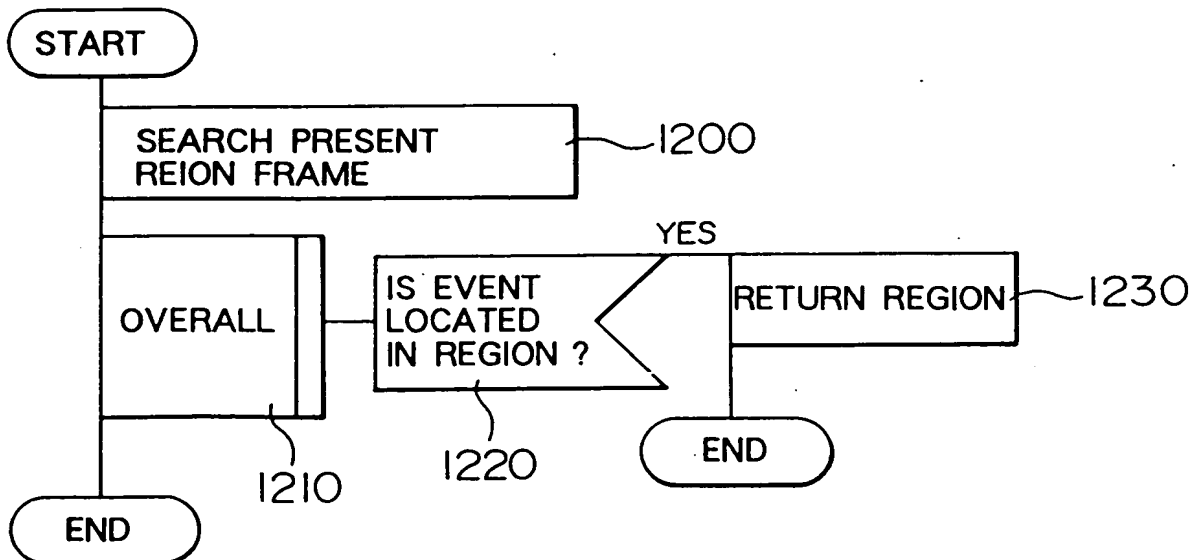 START
SEARCH PRESENT
REION FRAME
1200
OVERALL
1210
IS EVENT
LOCATED
IN REGION ?
1220
YES
RETURN REGION
1230
END
END